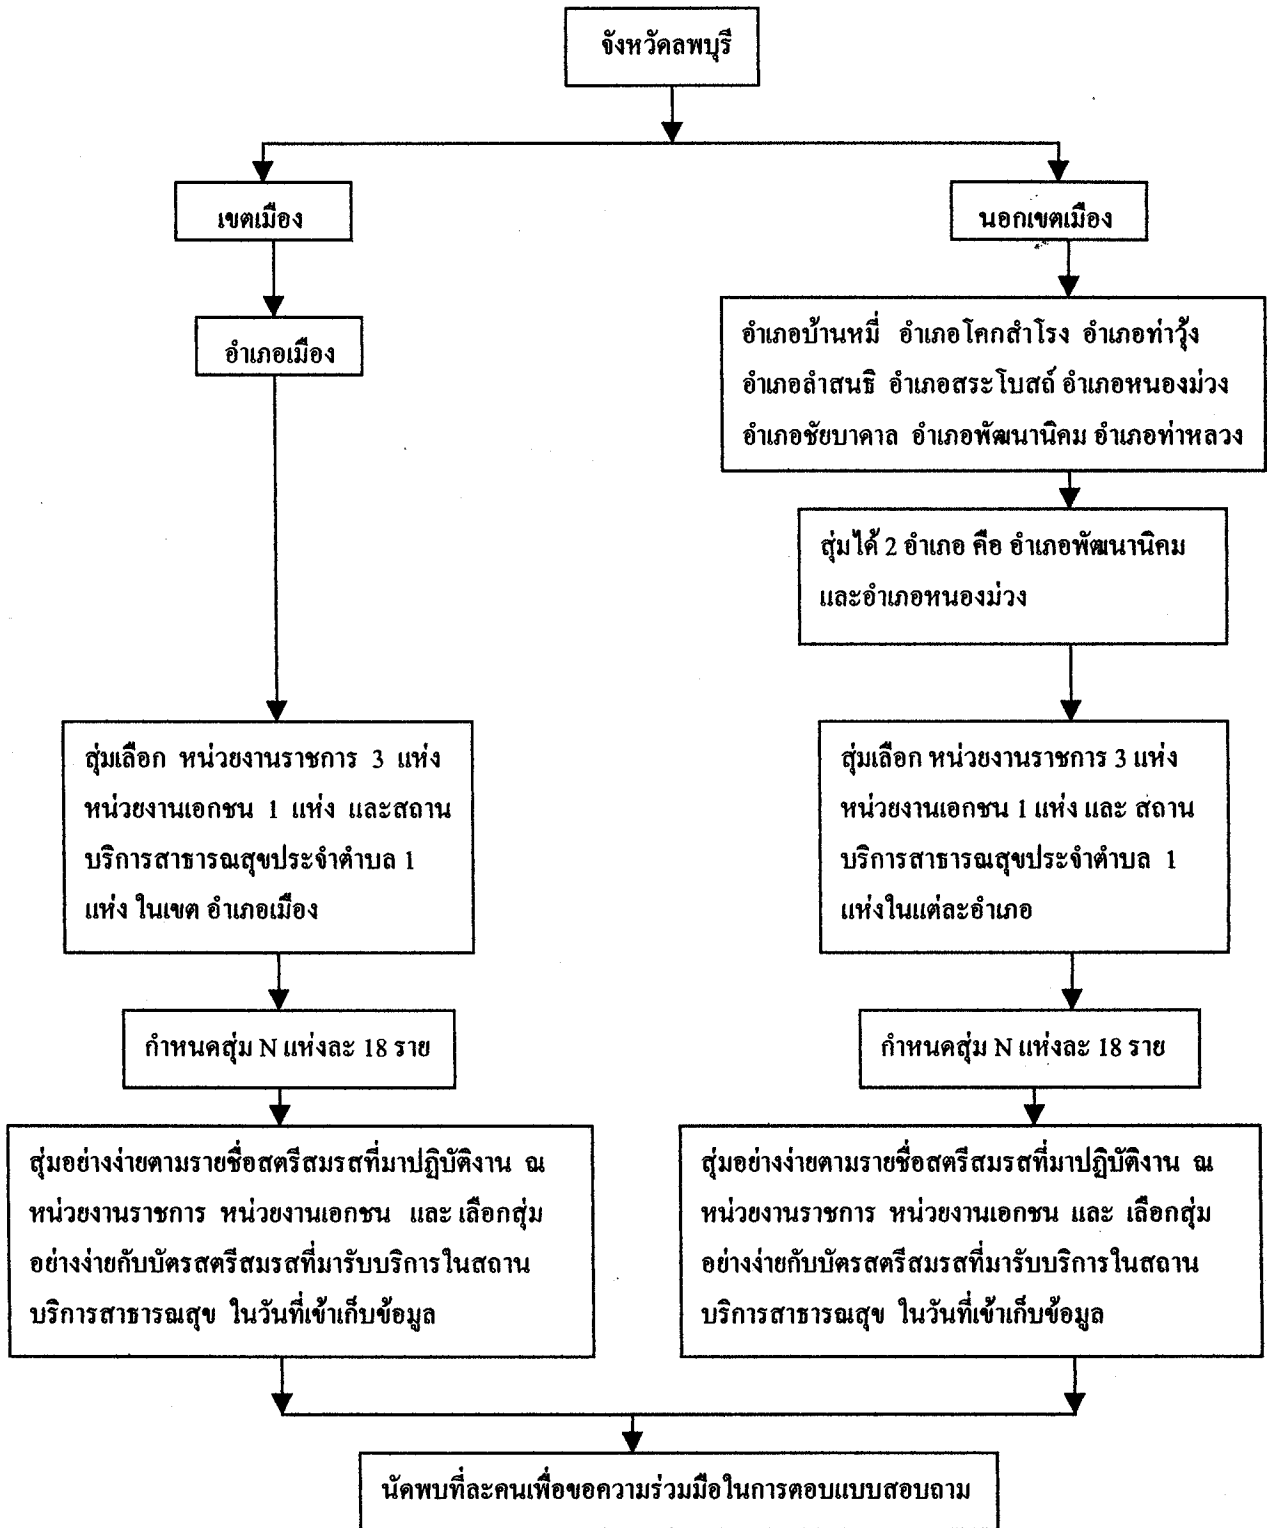 จังหวัดลพบุรี
เขตเมือง
นอกเขตเมือง
อำเภอเมือง
อำเภอบ้านหมี่ อำเภอโคกสำโรง อำเภอท่าวุ้ง
อำเภอลำสนธิ อำเภอสระโบสถ์ อำเภอหนองม่วง
อำเภอชัยบาดาล อำเภอพัฒนานิคม อำเภอท่าหลวง
สุ่มได้ 2 อำเภอ คือ อำเภอพัฒนานิคม
และอำเภอหนองม่วง
สุ่มเลือก หน่วยงานราชการ 3 แห่ง
หน่วยงานเอกชน 1 แห่ง และสถาน
บริการสาธารณสุขประจำตำบล 1
แห่ง ในเขต อำเภอเมือง
สุ่มเลือก หน่วยงานราชการ 3 แห่ง
หน่วยงานเอกชน 1 แห่ง และ สถาน
บริการสาธารณสุขประจำตำบล 1
แห่งในแต่ละอำเภอ
กำหนดสุ่ม N แห่งละ 18 ราย
กำหนดสุ่ม N แห่งละ 18 ราย
สุ่มอย่างง่ายตามรายชื่อสตรีสมรสที่มาปฏิบัติงาน ณ
หน่วยงานราชการ หน่วยงานเอกชน และ เลือกสุ่ม
อย่างง่ายกับบัตรสตรีสมรสที่มารับบริการในสถาน
บริการสาธารณสุข ในวันที่เข้าเก็บข้อมูล
สุ่มอย่างง่ายตามรายชื่อสตรีสมรสที่มาปฏิบัติงาน ณ
หน่วยงานราชการ หน่วยงานเอกชน และ เลือกสุ่ม
อย่างง่ายกับบัตรสตรีสมรสที่มารับบริการในสถาน
บริการสาธารณสุข ในวันที่เข้าเก็บข้อมูล
นัดพบที่ละคนเพื่อขอความร่วมมือในการตอบแบบสอบถาม